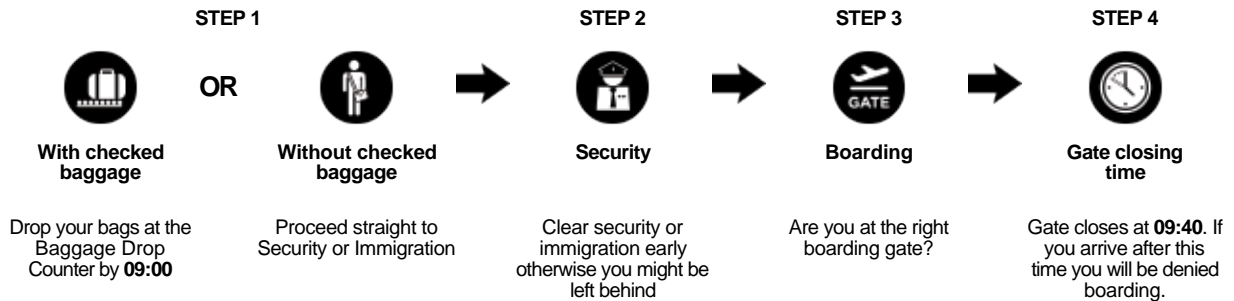 STEP 1
STEP 2
STEP 3
STEP 4
OR
GATE
With checked
baggage
Without checked
baggage
Security
Boarding
Gate closing
time
Drop your bags at the
Baggage Drop
Counter by 09:00
Proceed straight to
Security or Immigration
Clear security or
immigration early
otherwise you might be
left behind
Are you at the right
boarding gate?
Gate closes at 09:40. If
you arrive after this
time you will be denied
boarding.